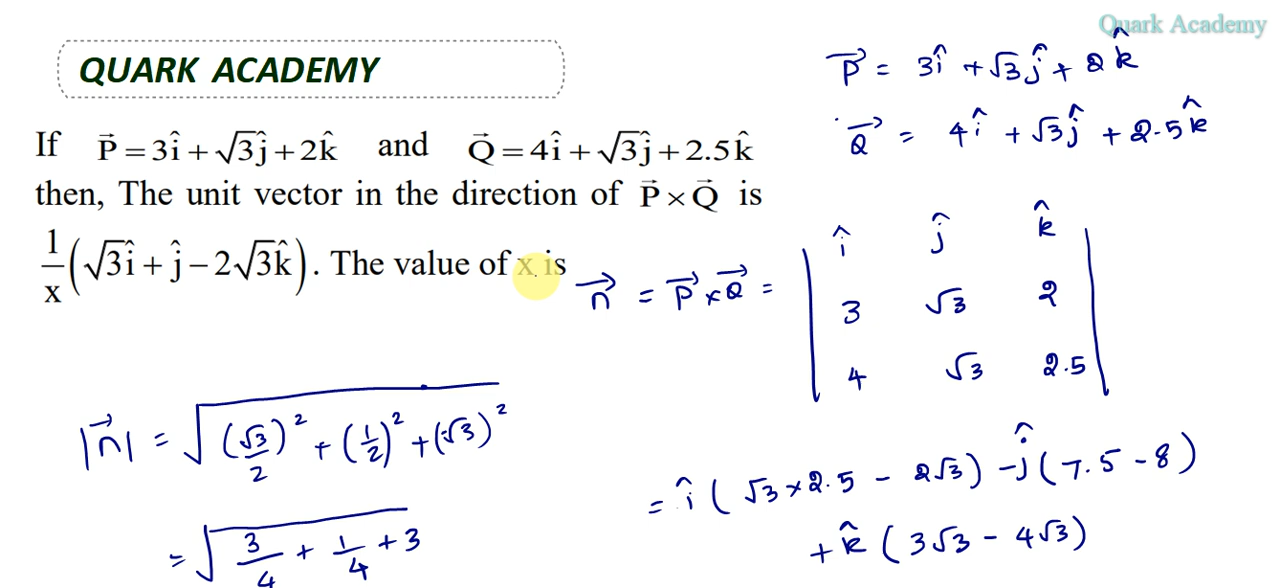 Quark Academy
QUARK ACADEMY
If P⃗ = 3î + √3ĵ + 2k̂ and Q⃗ = 4î + √3ĵ + 2.5k̂
then, The unit vector in the direction of P⃗ × Q⃗ is
1/x (√3î + ĵ − 2√3k̂). The value of x is
P⃗ = 3î + √3ĵ + 2k̂
Q⃗ = 4î + √3ĵ + 2.5k̂
n⃗ = P⃗ × Q⃗ =
î ĵ k̂
3 √3 2
4 √3 2.5
= î (√3 × 2.5 − 2√3) − ĵ (7.5 − 8)
+ k̂ (3√3 − 4√3)
|n⃗| = √((√3/2)² + (1/2)² + (-√3)²)
= √(3/4 + 1/4 + 3)